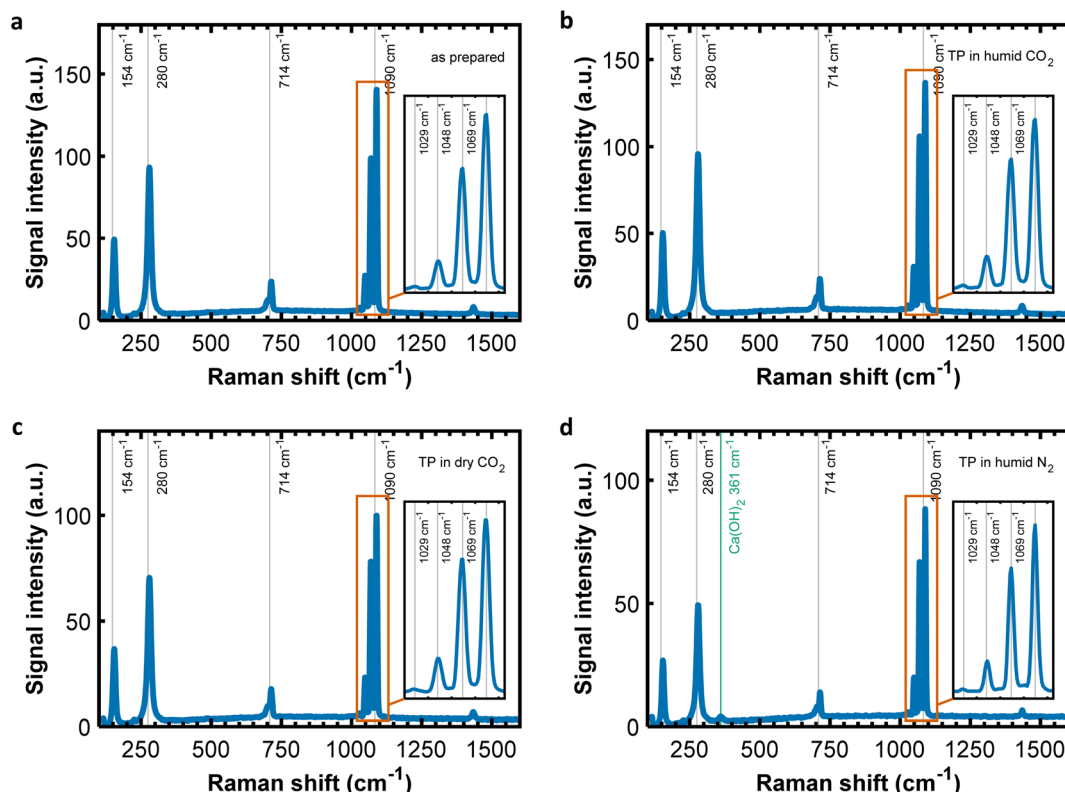 a
as prepared
154 cm⁻¹
280 cm⁻¹
714 cm⁻¹
1090 cm⁻¹
1029 cm⁻¹
1048 cm⁻¹
1069 cm⁻¹
150
100
50
0
250
500
750
1000
1250
1500
Signal intensity (a.u.)
Raman shift (cm⁻¹)
b
TP in humid CO₂
154 cm⁻¹
280 cm⁻¹
714 cm⁻¹
1090 cm⁻¹
1029 cm⁻¹
1048 cm⁻¹
1069 cm⁻¹
150
100
50
0
250
500
750
1000
1250
1500
Signal intensity (a.u.)
Raman shift (cm⁻¹)
c
TP in dry CO₂
154 cm⁻¹
280 cm⁻¹
714 cm⁻¹
1090 cm⁻¹
1029 cm⁻¹
1048 cm⁻¹
1069 cm⁻¹
100
50
0
250
500
750
1000
1250
1500
Signal intensity (a.u.)
Raman shift (cm⁻¹)
d
TP in humid N₂
154 cm⁻¹
280 cm⁻¹
Ca(OH)₂ 361 cm⁻¹
714 cm⁻¹
1090 cm⁻¹
1029 cm⁻¹
1048 cm⁻¹
1069 cm⁻¹
100
50
0
250
500
750
1000
1250
1500
Signal intensity (a.u.)
Raman shift (cm⁻¹)